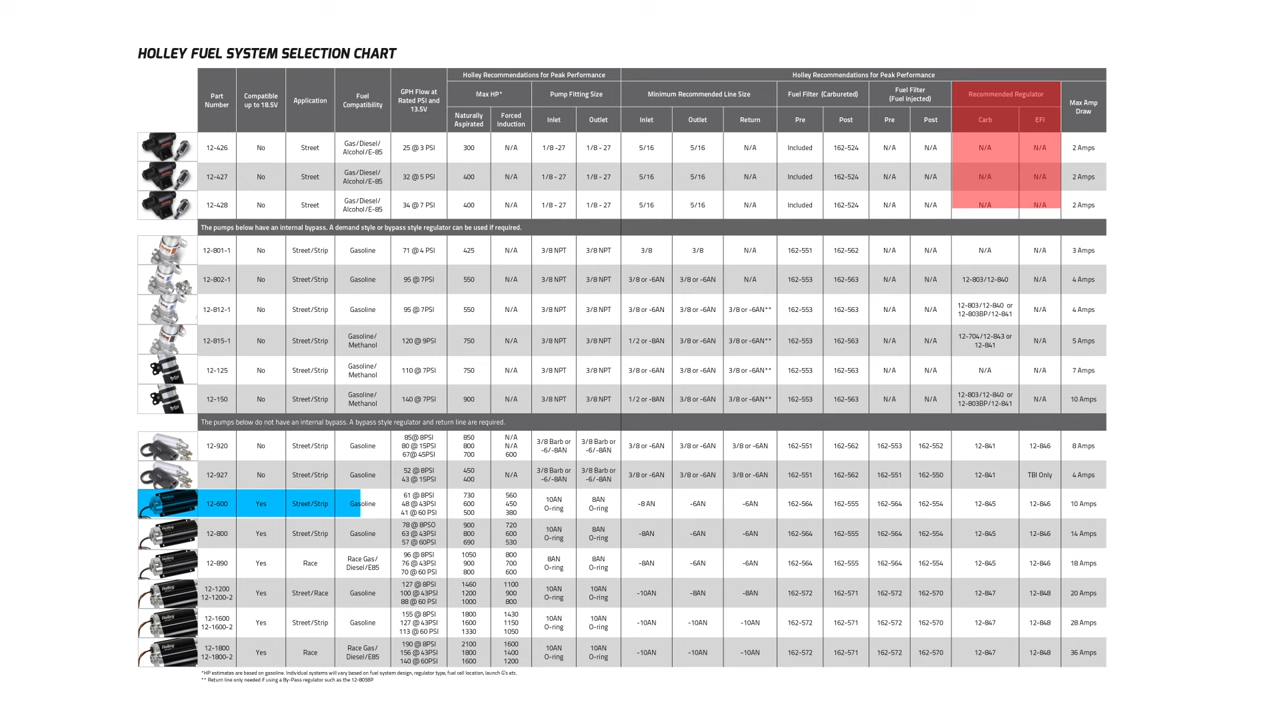 HOLLEY FUEL SYSTEM SELECTION CHART
Holley Recommendations for Peak Performance Holley Recommendations for Peak Performance
Part Number Compatible up to 18.5V Application Fuel Compatibility GPH Flow at Rated PSI and 13.5V Max HP* Pump Fitting Size Minimum Recommended Line Size Fuel Filter (Carbureted) Fuel Filter (Fuel injected) Recommended Regulator Max Amp Draw
Naturally Aspirated Forced Induction Inlet Outlet Inlet Outlet Return Pre Post Pre Post Carb EFI
12-426 No Street Gas/Diesel/ Alcohol/E-85 25 @ 3 PSI 300 N/A 1/8 -27 1/8 - 27 5/16 5/16 N/A Included 162-524 N/A N/A N/A N/A 2 Amps
12-427 No Street Gas/Diesel/ Alcohol/E-85 32 @ 5 PSI 400 N/A 1/8 - 27 1/8 - 27 5/16 5/16 N/A Included 162-524 N/A N/A N/A N/A 2 Amps
12-428 No Street Gas/Diesel/ Alcohol/E-85 34 @ 7 PSI 400 N/A 1/8 - 27 1/8 - 27 5/16 5/16 N/A Included 162-524 N/A N/A N/A N/A 2 Amps
The pumps below have an internal bypass. A demand style or bypass style regulator can be used if required.
12-801-1 No Street/Strip Gasoline 71 @ 4 PSI 425 N/A 3/8 NPT 3/8 NPT 3/8 3/8 N/A 162-551 162-562 N/A N/A N/A N/A 3 Amps
12-802-1 No Street/Strip Gasoline 95 @ 7PSI 550 N/A 3/8 NPT 3/8 NPT 3/8 or -6AN 3/8 or -6AN N/A 162-553 162-563 N/A N/A 12-803/12-840 N/A 4 Amps
12-812-1 No Street/Strip Gasoline 95 @ 7PSI 550 N/A 3/8 NPT 3/8 NPT 3/8 or -6AN 3/8 or -6AN 3/8 or -6AN** 162-553 162-563 N/A N/A 12-803/12-840 or 12-803BP/12-841 N/A 4 Amps
12-815-1 No Street/Strip Gasoline/ Methanol 120 @ 9PSI 750 N/A 3/8 NPT 3/8 NPT 1/2 or -8AN 3/8 or -6AN 3/8 or -6AN** 162-553 162-563 N/A N/A 12-704/12-843 or 12-841 N/A 5 Amps
12-125 No Street/Strip Gasoline/ Methanol 110 @ 7PSI 750 N/A 3/8 NPT 3/8 NPT 3/8 or -6AN 3/8 or -6AN 3/8 or -6AN** 162-553 162-563 N/A N/A N/A N/A 7 Amps
12-150 No Street/Strip Gasoline/ Methanol 140 @ 7PSI 900 N/A 3/8 NPT 3/8 NPT 1/2 or -8AN 3/8 or -6AN 3/8 or -6AN** 162-553 162-563 N/A N/A 12-803/12-840 or 12-803BP/12-841 N/A 10 Amps
The pumps below do not have an internal bypass. A bypass style regulator and return line are required.
12-920 No Street/Strip Gasoline 85@ 8PSI 80 @ 15PSI 67@ 45PSI 850 800 700 N/A N/A 600 3/8 Barb or -6/-8AN 3/8 Barb or -6/-8AN 3/8 or -6AN 3/8 or -6AN 3/8 or -6AN 162-551 162-562 162-553 162-552 12-841 12-846 8 Amps
12-927 No Street/Strip Gasoline 52 @ 8PSI 43 @ 15PSI 450 400 N/A 3/8 Barb or -6/-8AN 3/8 Barb or -6/-8AN 3/8 or -6AN 3/8 or -6AN 3/8 or -6AN 162-551 162-562 162-551 162-550 12-841 TBI Only 4 Amps
12-600 Yes Street/Strip Gasoline 61 @ 8PSI 48 @ 43PSI 41 @ 60 PSI 730 600 500 560 450 380 10AN O-ring 8AN O-ring -8 AN -6AN -6AN 162-564 162-555 162-564 162-554 12-845 12-846 10 Amps
12-800 Yes Street/Strip Gasoline 78 @ 8PSO 63 @ 43PSI 57 @ 60PSI 900 800 690 720 600 530 10AN O-ring 8AN O-ring -8AN -6AN -6AN 162-564 162-555 162-564 162-554 12-845 12-846 14 Amps
12-890 Yes Race Race Gas/ Diesel/E85 96 @ 8PSI 76 @ 43PSI 70 @ 60 PSI 1050 900 800 800 700 600 8AN O-ring 10AN O-ring -8AN -6AN -6AN 162-564 162-555 162-564 162-554 12-845 12-846 18 Amps
12-1200 12-1200-2 Yes Street/Race Gasoline 127 @ 8PSI 100 @ 43PSI 88 @ 60 PSI 1460 1200 1000 1100 900 800 10AN O-ring 10AN O-ring -10AN -8AN -8AN 162-572 162-571 162-572 162-570 12-847 12-848 20 Amps
12-1600 12-1600-2 Yes Street/Strip Gasoline 155 @ 8PSI 127 @ 43PSI 113 @ 60 PSI 1800 1600 1330 1430 1150 1050 10AN O-ring 10AN O-ring -10AN -10AN -10AN 162-572 162-571 162-572 162-570 12-847 12-848 28 Amps
12-1800 12-1800-2 Yes Race Race Gas/ Diesel/E85 190 @ 8PSI 156 @ 43PSI 140 @ 60PSI 2100 1800 1600 1600 1400 1200 10AN O-ring 10AN O-ring -10AN -10AN -10AN 162-572 162-571 162-572 162-570 12-847 12-848 36 Amps
*HP estimates are based on gasoline. Individual systems will vary based on fuel system design, regulator type, fuel cell location, launch G's etc.
** Return line only needed if using a By-Pass regulator such as the 12-803BP